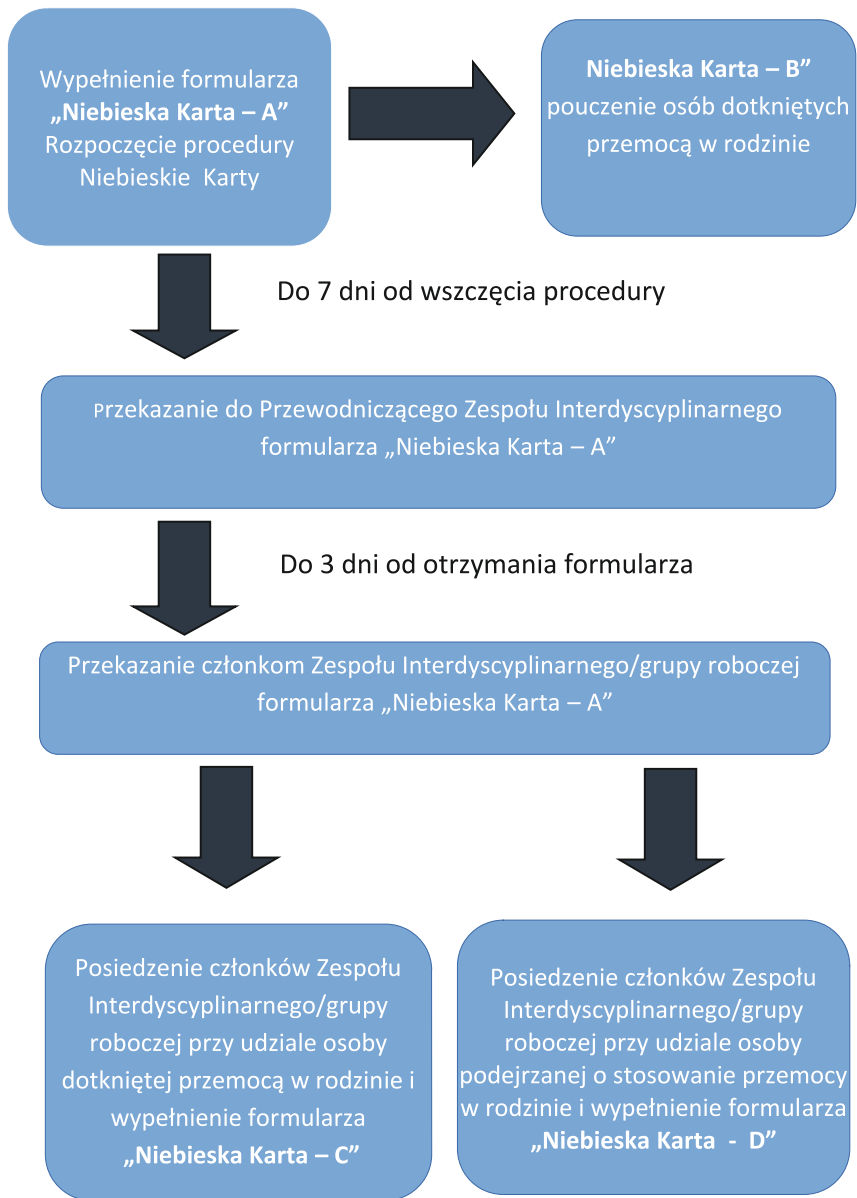 Wypełnienie formularza
„Niebieska Karta – A”
Rozpoczęcie procedury
Niebieskie Karty
Niebieska Karta – B”
pouczenie osób dotkniętych
przemocą w rodzinie
Do 7 dni od wszczęcia procedury
Przekazanie do Przewodniczącego Zespołu Interdyscyplinarnego
formularza „Niebieska Karta – A”
Do 3 dni od otrzymania formularza
Przekazanie członkom Zespołu Interdyscyplinarnego/grupy roboczej
formularza „Niebieska Karta – A”
Posiedzenie członków Zespołu
Interdyscyplinarnego/grupy
roboczej przy udziale osoby
dotkniętej przemocą w rodzinie i
wypełnienie formularza
„Niebieska Karta – C”
Posiedzenie członków Zespołu
Interdyscyplinarnego/grupy
roboczej przy udziale osoby
podejrzanej o stosowanie przemocy
w rodzinie i wypełnienie formularza
„Niebieska Karta - D”